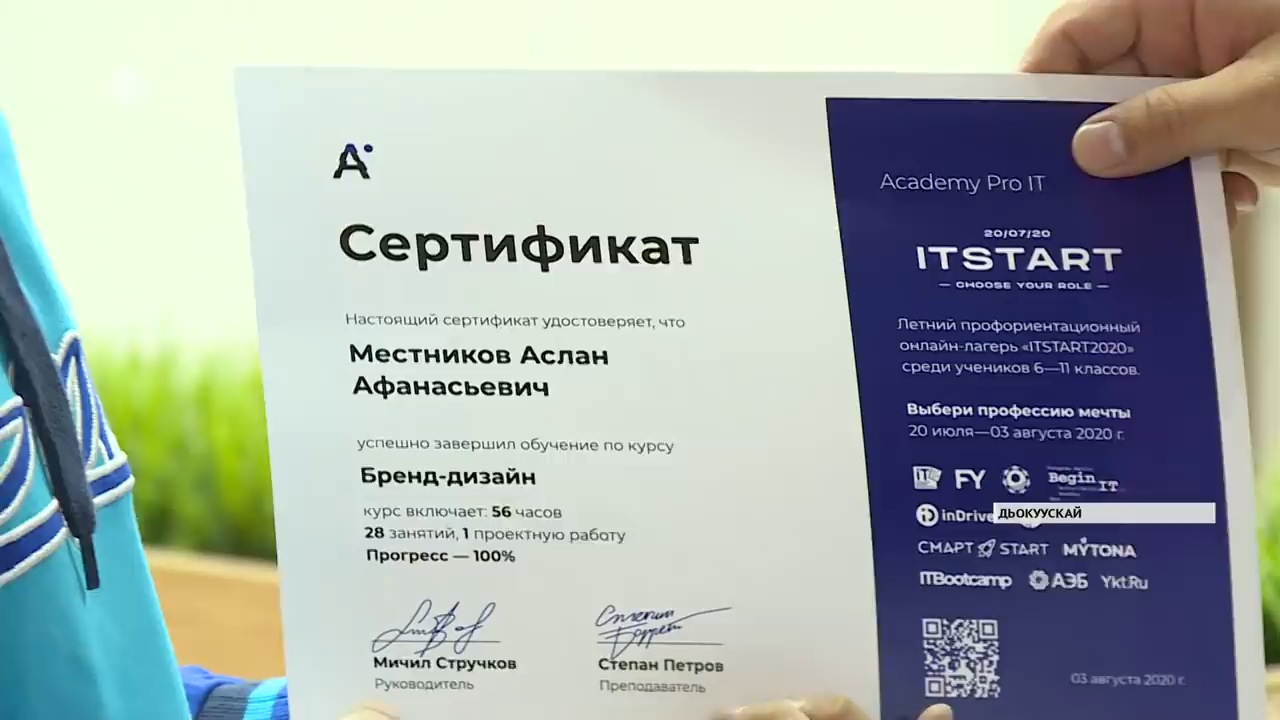 Сертификат
Настоящий сертификат удостоверяет, что
Местников Аслан
Афанасьевич
успешно завершил обучение по курсу
Бренд-дизайн
курс включает: 56 часов
28 занятий, 1 проектную работу
Прогресс — 100%
Мичил Стручков
Руководитель
Степан Петров
Преподаватель
Academy Pro IT
20/07/20
ITSTART
— CHOOSE YOUR ROLE —
Летний профориентационный
онлайн-лагерь «ITSTART2020»
среди учеников 6—11 классов.
Выбери профессию мечты
20 июля—03 августа 2020 г.
IT FY Begin IT
inDrive
ДЬОКУУСКАЙ
СМАРТ START MYTONA
ITBootcamp АЭБ Ykt.Ru
03 августа 2020 г.